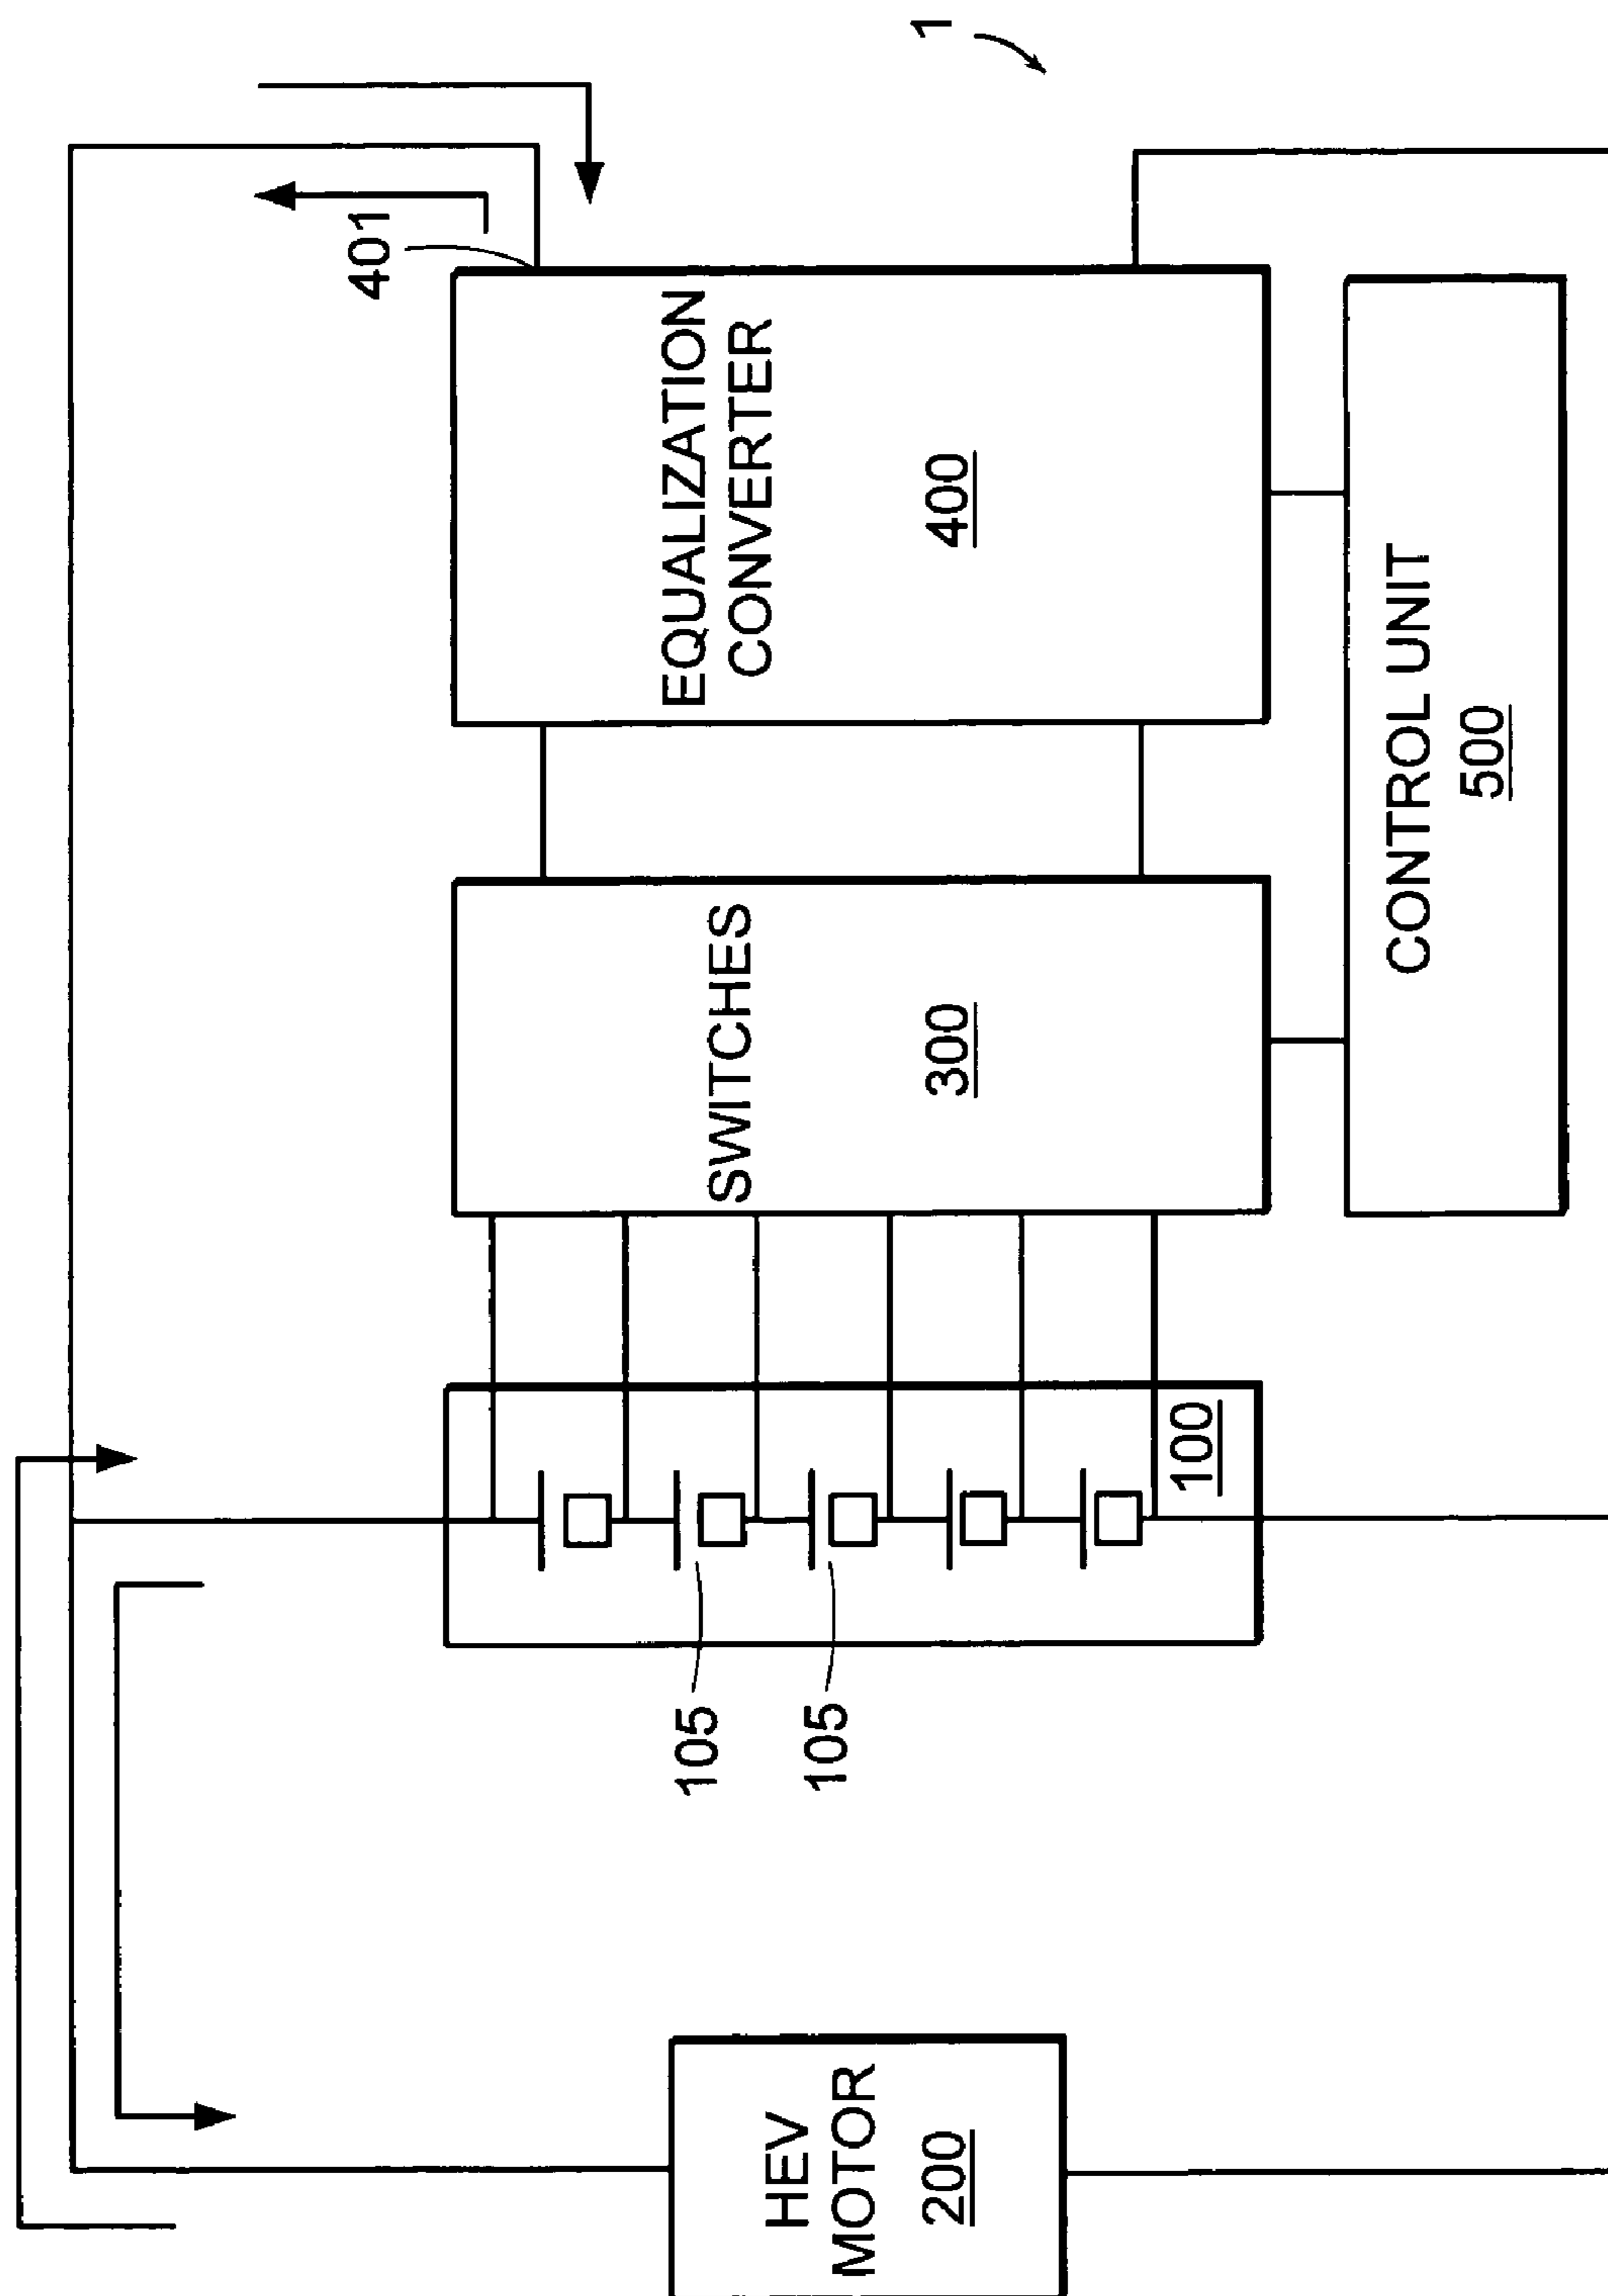 1
401
EQUALIZATION
CONVERTER
400
SWITCHES
300
CONTROL UNIT
500
100
105
105
HEV
MOTOR
200